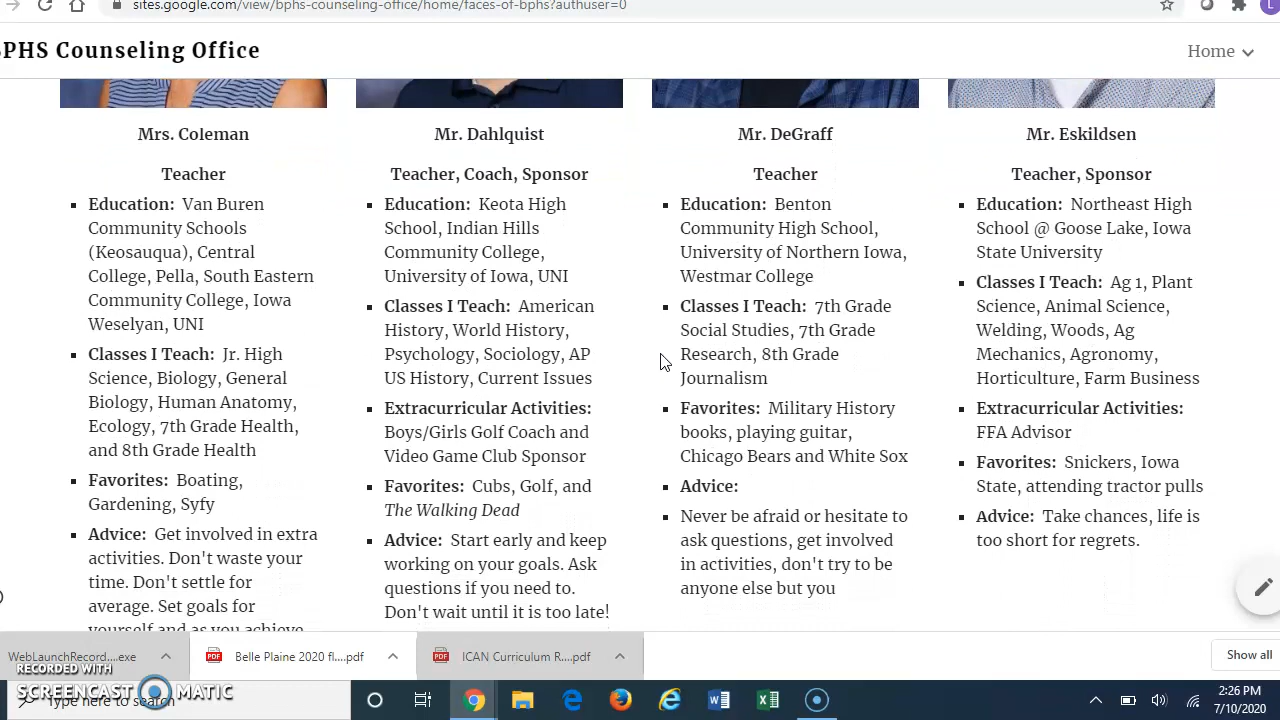 sites.google.com/view/bphs-counseling-office/home/faces-of-bphs?authuser=0
BPHS Counseling Office
Home
Mrs. Coleman
Teacher
Education: Van Buren
Community Schools
(Keosauqua), Central
College, Pella, South Eastern
Community College, Iowa
Weselyan, UNI
Classes I Teach: Jr. High
Science, Biology, General
Biology, Human Anatomy,
Ecology, 7th Grade Health,
and 8th Grade Health
Favorites: Boating,
Gardening, Syfy
Advice: Get involved in extra
activities. Don't waste your
time. Don't settle for
average. Set goals for
yourself and as you achieve
Mr. Dahlquist
Teacher, Coach, Sponsor
Education: Keota High
School, Indian Hills
Community College,
University of Iowa, UNI
Classes I Teach: American
History, World History,
Psychology, Sociology, AP
US History, Current Issues
Extracurricular Activities:
Boys/Girls Golf Coach and
Video Game Club Sponsor
Favorites: Cubs, Golf, and
The Walking Dead
Advice: Start early and keep
working on your goals. Ask
questions if you need to.
Don't wait until it is too late!
Mr. DeGraff
Teacher
Education: Benton
Community High School,
University of Northern Iowa,
Westmar College
Classes I Teach: 7th Grade
Social Studies, 7th Grade
Research, 8th Grade
Journalism
Favorites: Military History
books, playing guitar,
Chicago Bears and White Sox
Advice:
Never be afraid or hesitate to
ask questions, get involved
in activities, don't try to be
anyone else but you
Mr. Eskildsen
Teacher, Sponsor
Education: Northeast High
School @ Goose Lake, Iowa
State University
Classes I Teach: Ag 1, Plant
Science, Animal Science,
Welding, Woods, Ag
Mechanics, Agronomy,
Horticulture, Farm Business
Extracurricular Activities:
FFA Advisor
Favorites: Snickers, Iowa
State, attending tractor pulls
Advice: Take chances, life is
too short for regrets.
WebLaunchRecord....exe
Belle Plaine 2020 fl....pdf
ICAN Curriculum R....pdf
Show all
RECORDED WITH
SCREENCAST MATIC
Type here to search
2:26 PM
7/10/2020